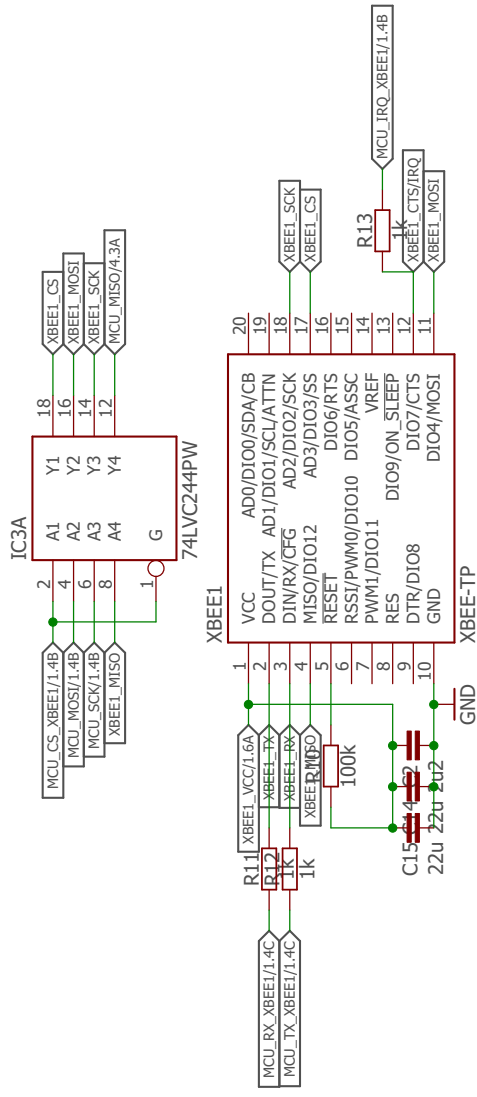 IC3A
74LVC244PW
MCU_CS_XBEE1/1.4B
MCU_MOSI/1.4B
MCU_SCK/1.4B
XBEE1_MISO
2
4
6
8
1
A1
A2
A3
A4
G
Y1
Y2
Y3
Y4
18
16
14
12
XBEE1_CS
XBEE1_MOSI
XBEE1_SCK
MCU_MISO/4.3A
XBEE1
XBEE-TP
MCU_RX_XBEE1/1.4C
MCU_TX_XBEE1/1.4C
R11
R12
1k
XBEE1_VCC/1.6A
XBEE1_TX
XBEE1_RX
XBEE1_MISO
100k
C15
C14
C2
22u
22u
2u2
GND
1
2
3
4
5
6
7
8
9
10
VCC
DOUT/TX
DIN/RX/CFG
MISO/DIO12
RESET
RSSI/PWM0/DIO10
PWM1/DIO11
RES
DTR/DIO8
GND
AD0/DIO0/SDA/CB
AD1/DIO1/SCL/ATTN
AD2/DIO2/SCK
AD3/DIO3/SS
DIO6/RTS
DIO5/ASSC
VREF
DIO9/ON_SLEEP
DIO7/CTS
DIO4/MOSI
20
19
18
17
16
15
14
13
12
11
XBEE1_SCK
XBEE1_CS
R13
1k
MCU_IRQ_XBEE1/1.4B
XBEE1_CTS/IRQ
XBEE1_MOSI